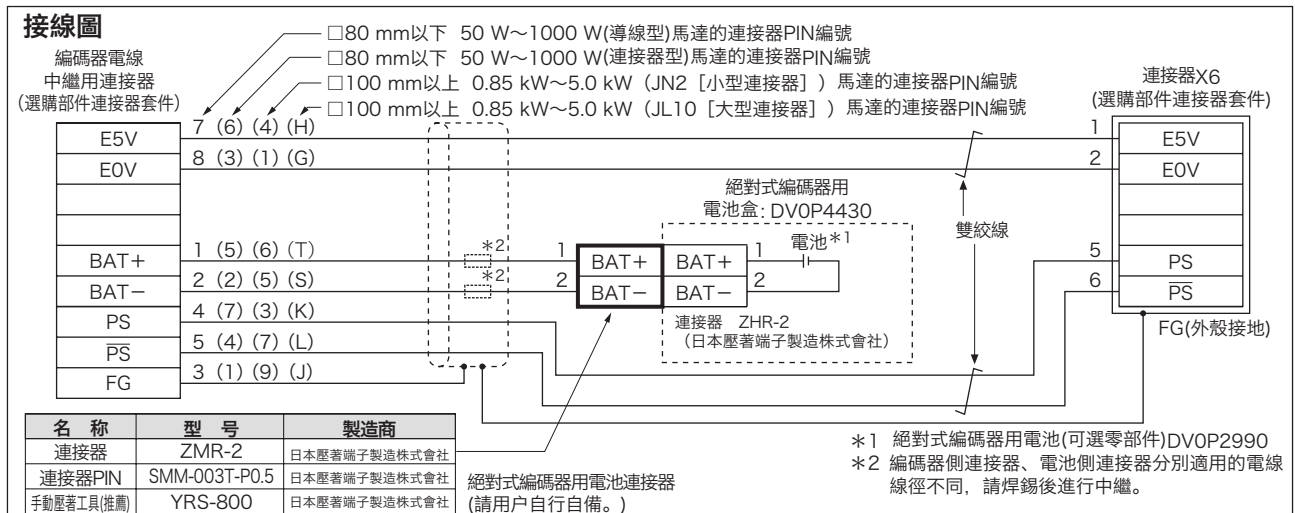 接線圖
編碼器電線
中繼用連接器
(選購部件連接器套件)
□80 mm以下 50 W～1000 W(導線型)馬達的連接器PIN編號
□80 mm以下 50 W～1000 W(連接器型)馬達的連接器PIN編號
□100 mm以上 0.85 kW～5.0 kW（JN2［小型連接器］）馬達的連接器PIN編號
□100 mm以上 0.85 kW～5.0 kW（JL10［大型連接器］）馬達的連接器PIN編號
連接器X6
(選購部件連接器套件)
E5V 7 (6) (4) (H) 1 E5V
E0V 8 (3) (1) (G) 2 E0V
絕對式編碼器用
電池盒: DV0P4430
雙絞線
BAT+ 1 (5) (6) (T) *2 1 BAT+ BAT+ 1 電池*1 5 PS
BAT− 2 (2) (5) (S) *2 2 BAT− BAT− 2 6 P̅S̅
PS 4 (7) (3) (K)
連接器 ZHR-2
（日本壓著端子製造株式會社）
FG(外殼接地)
P̅S̅ 5 (4) (7) (L)
FG 3 (1) (9) (J)
名 称 型 号 製造商
連接器 ZMR-2 日本壓著端子製造株式會社
連接器PIN SMM-003T-P0.5 日本壓著端子製造株式會社
手動壓著工具(推薦) YRS-800 日本壓著端子製造株式會社
絕對式編碼器用電池連接器
(請用户自行自備。)
*1 絕對式編碼器用電池(可選零部件)DV0P2990
*2 編碼器側連接器、電池側連接器分別適用的電線
線徑不同，請焊錫後進行中繼。